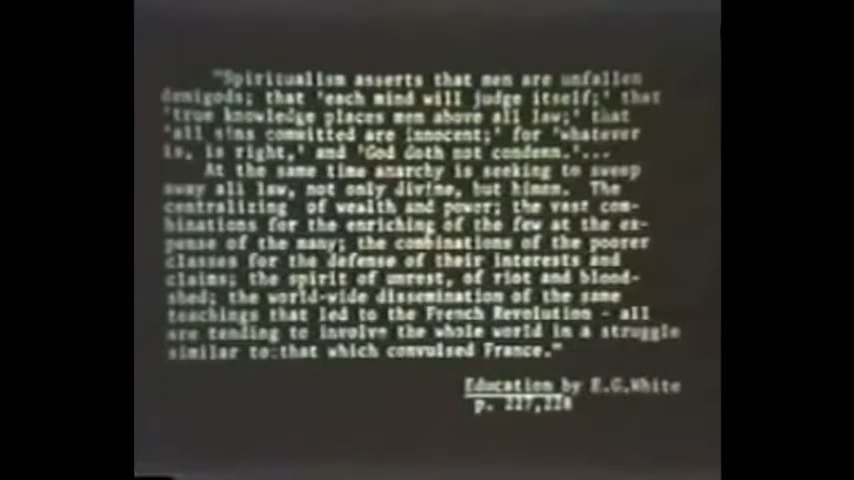 "Spiritualism asserts that men are unfallen
demigods; that 'each mind will judge itself;' that
'true knowledge places men above all law;' that
'all sins committed are innocent;' for 'whatever
is, is right,' and 'God doth not condemn.'...
At the same time anarchy is seeking to sweep
away all law, not only divine, but human. The
centralizing of wealth and power; the vast com-
binations for the enriching of the few at the ex-
pense of the many; the combinations of the poorer
classes for the defense of their interests and
claims; the spirit of unrest, of riot and blood-
shed; the world-wide dissemination of the same
teachings that led to the French Revolution - all
are tending to involve the whole world in a struggle
similar to that which convulsed France."
Education by E.G.White
p. 227,228